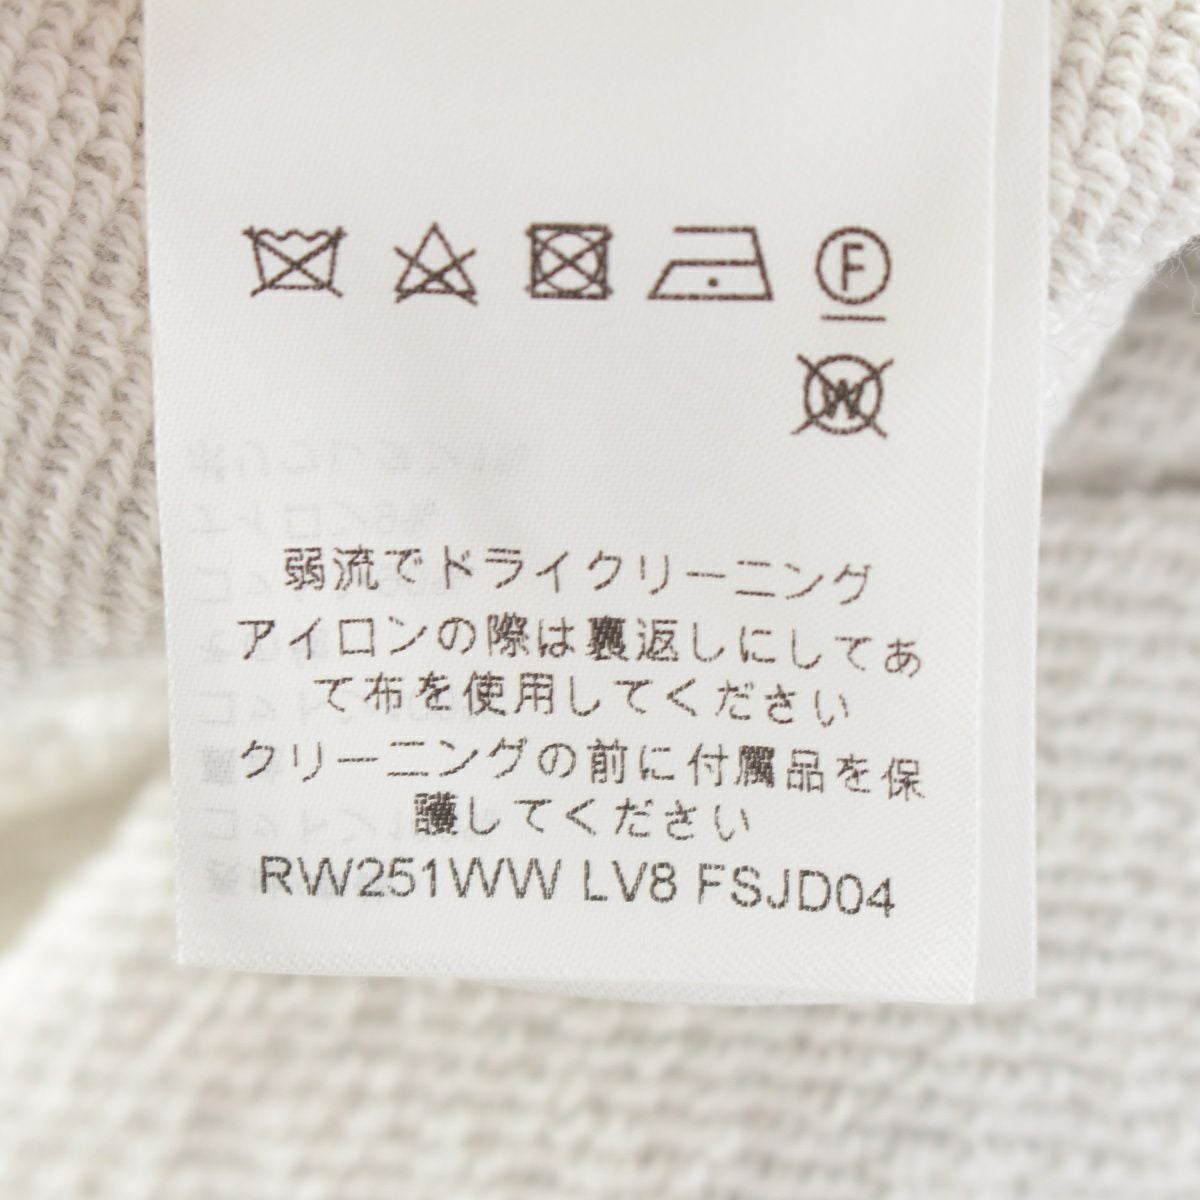 F
W
弱流でドライクリーニング
アイロンの際は裏返しにしてあ
て布を使用してください
クリーニングの前に付属品を保
護してください
RW251WW LV8 FSJD04